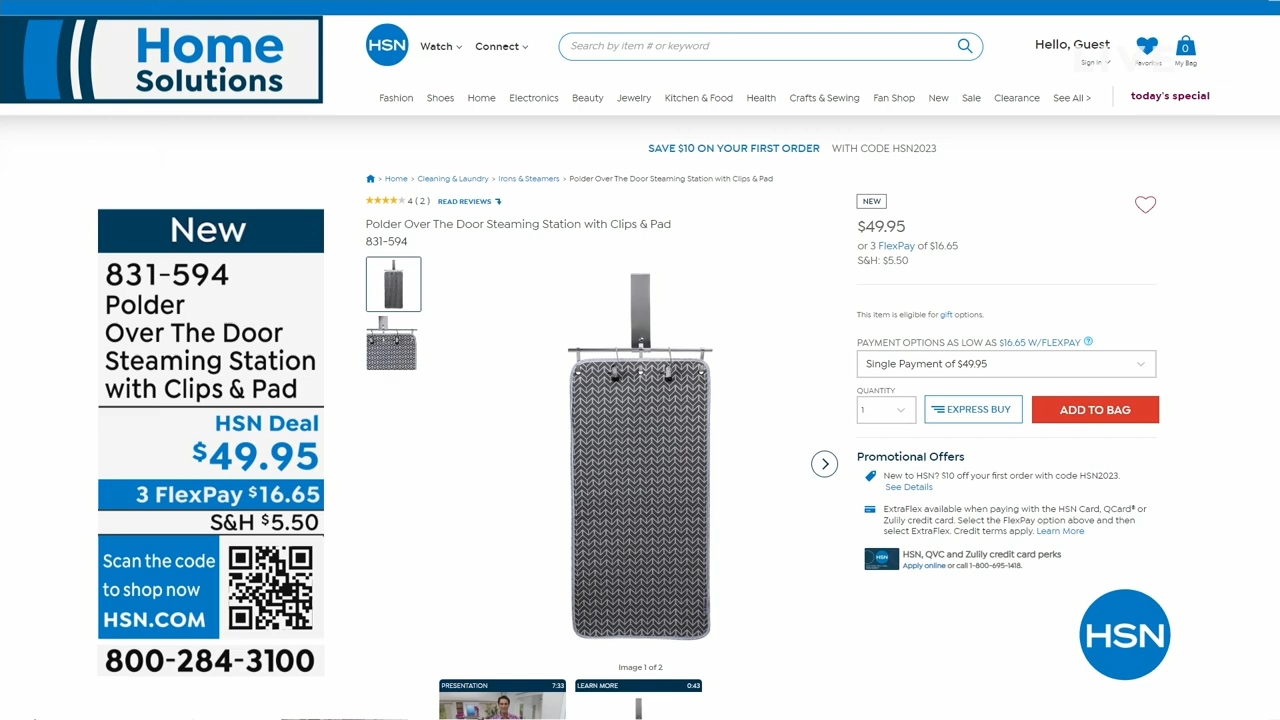 Home
Solutions
HSN
Watch
Connect
Search by item # or keyword
Hello, Guest
Sign In
Favorites
0
My Bag
Fashion
Shoes
Home
Electronics
Beauty
Jewelry
Kitchen & Food
Health
Crafts & Sewing
Fan Shop
New
Sale
Clearance
See All >
today's special
SAVE $10 ON YOUR FIRST ORDER WITH CODE HSN2023
> Home > Cleaning & Laundry > Irons & Steamers > Polder Over The Door Steaming Station with Clips & Pad
4 ( 2 ) READ REVIEWS
Polder Over The Door Steaming Station with Clips & Pad
831-594
New
831-594
Polder
Over The Door
Steaming Station
with Clips & Pad
HSN Deal
$49.95
3 FlexPay $16.65
S&H $5.50
Scan the code
to shop now
HSN.COM
800-284-3100
Image 1 of 2
PRESENTATION 7:33
LEARN MORE 0:43
NEW
$49.95
or 3 FlexPay of $16.65
S&H: $5.50
This item is eligible for gift options.
PAYMENT OPTIONS AS LOW AS $16.65 W/FLEXPAY ?
Single Payment of $49.95
QUANTITY
1
EXPRESS BUY
ADD TO BAG
Promotional Offers
New to HSN? $10 off your first order with code HSN2023.
See Details
ExtraFlex available when paying with the HSN Card, QCard® or
Zulily credit card. Select the FlexPay option above and then
select ExtraFlex. Credit terms apply. Learn More
HSN
HSN, QVC and Zulily credit card perks
Apply online or call 1-800-695-1418.
HSN